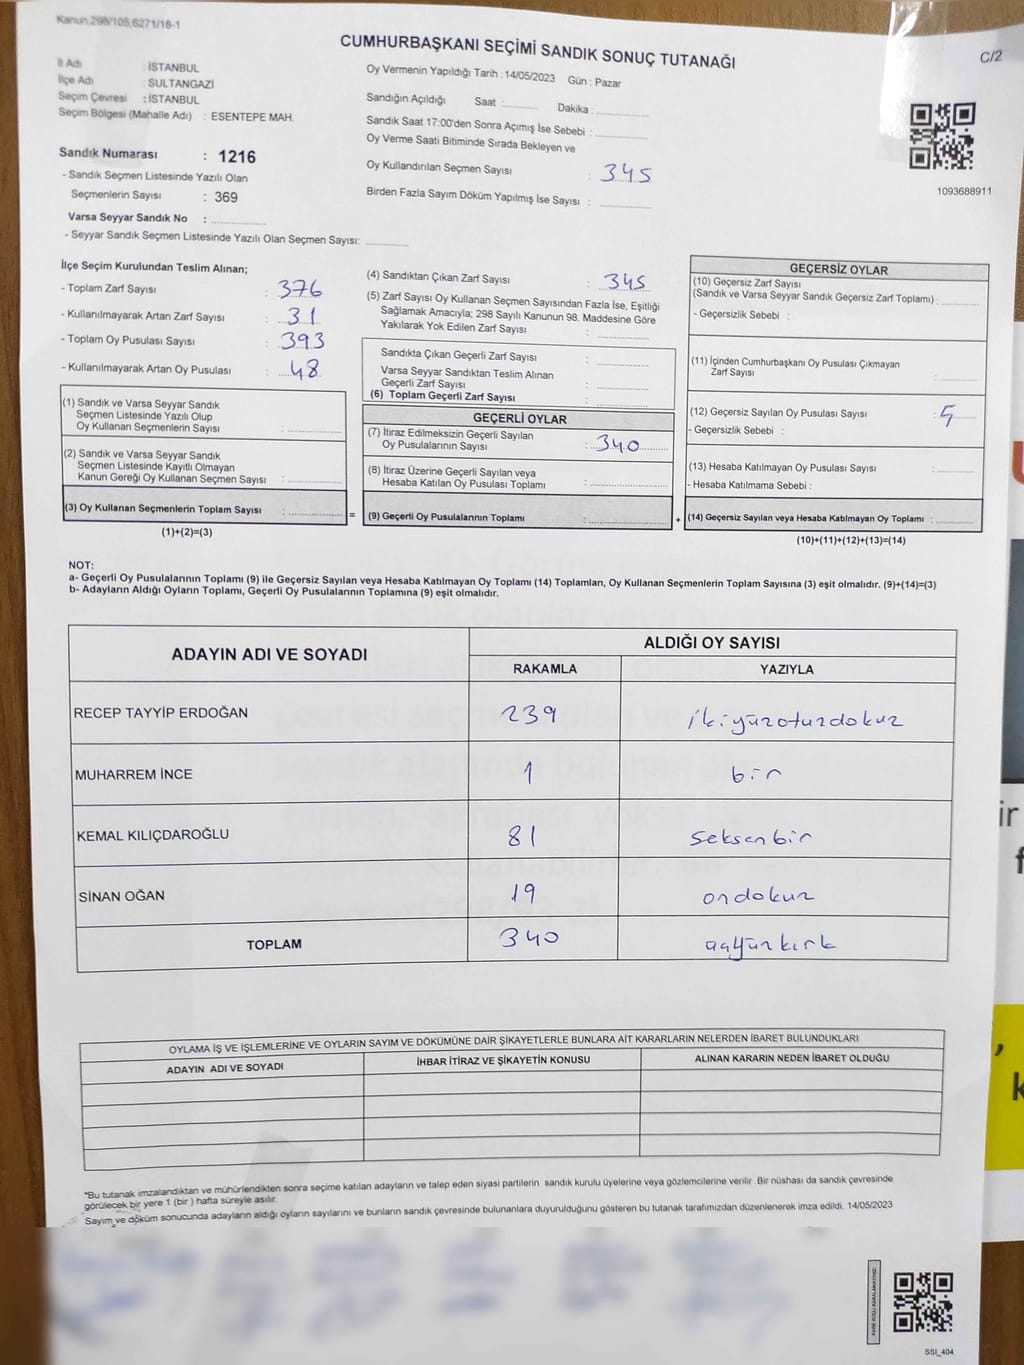 Kanun,298/105,6271/16-1
CUMHURBAŞKANI SEÇİMİ SANDIK SONUÇ TUTANAĞI
C/2
İl Adı : İSTANBUL
İlçe Adı : SULTANGAZİ
Seçim Çevresi : İSTANBUL
Seçim Bölgesi (Mahalle Adı) : ESENTEPE MAH.
Sandık Numarası : 1216
- Sandık Seçmen Listesinde Yazılı Olan
Seçmenlerin Sayısı : 369
Varsa Seyyar Sandık No : ................
- Seyyar Sandık Seçmen Listesinde Yazılı Olan Seçmen Sayısı: ............
Oy Vermenin Yapıldığı Tarih : 14/05/2023 Gün : Pazar
Sandığın Açıldığı Saat : ............ Dakika : ................
Sandık Saat 17:00'den Sonra Açımış İse Sebebi : ................
Oy Verme Saati Bitiminde Sırada Bekleyen ve
Oy Kullandırılan Seçmen Sayısı : 345
Birden Fazla Sayım Döküm Yapılmış İse Sayısı : ................
1093688911
İlçe Seçim Kurulundan Teslim Alınan;
- Toplam Zarf Sayısı : 376
- Kullanılmayarak Artan Zarf Sayısı : 31
- Toplam Oy Pusulası Sayısı : 393
- Kullanılmayarak Artan Oy Pusulası : 48
(1) Sandık ve Varsa Seyyar Sandık
Seçmen Listesinde Yazılı Olup
Oy Kullanan Seçmenlerin Sayısı : ................
(2) Sandık ve Varsa Seyyar Sandık
Seçmen Listesinde Kayıtlı Olmayan
Kanun Gereği Oy Kullanan Seçmen Sayısı : ................
(3) Oy Kullanan Seçmenlerin Toplam Sayısı : ................ =
(1)+(2)=(3)
(4) Sandıktan Çıkan Zarf Sayısı : 345
(5) Zarf Sayısı Oy Kullanan Seçmen Sayısından Fazla İse, Eşitliği
Sağlamak Amacıyla; 298 Sayılı Kanunun 98. Maddesine Göre
Yakılarak Yok Edilen Zarf Sayısı : ................
Sandıkta Çıkan Geçerli Zarf Sayısı : ................
Varsa Seyyar Sandıktan Teslim Alınan
Geçerli Zarf Sayısı : ................
(6) Toplam Geçerli Zarf Sayısı : ................
GEÇERLİ OYLAR
(7) İtiraz Edilmeksizin Geçerli Sayılan
Oy Pusulalarının Sayısı : 340
(8) İtiraz Üzerine Geçerli Sayılan veya
Hesaba Katılan Oy Pusulası Toplamı : ................
(9) Geçerli Oy Pusulalarının Toplamı : ................ +
GEÇERSİZ OYLAR
(10) Geçersiz Zarf Sayısı
(Sandık ve Varsa Seyyar Sandık Geçersiz Zarf Toplamı) : ............
- Geçersizlik Sebebi :
(11) İçinden Cumhurbaşkanı Oy Pusulası Çıkmayan
Zarf Sayısı : ............
(12) Geçersiz Sayılan Oy Pusulası Sayısı : 5
- Geçersizlik Sebebi :
(13) Hesaba Katılmayan Oy Pusulası Sayısı : ............
- Hesaba Katılmama Sebebi :
(14) Geçersiz Sayılan veya Hesaba Katılmayan Oy Toplamı : ............
(10)+(11)+(12)+(13)=(14)
NOT:
a- Geçerli Oy Pusulalarının Toplamı (9) ile Geçersiz Sayılan veya Hesaba Katılmayan Oy Toplamı (14) Toplamları, Oy Kullanan Seçmenlerin Toplam Sayısına (3) eşit olmalıdır. (9)+(14)=(3)
b- Adayların Aldığı Oyların Toplamı, Geçerli Oy Pusulalarının Toplamına (9) eşit olmalıdır.
ADAYIN ADI VE SOYADI ALDIĞI OY SAYISI
RAKAMLA YAZIYLA
RECEP TAYYİP ERDOĞAN 239 ikiyüzotuzdokuz
MUHARREM İNCE 1 bir
KEMAL KILIÇDAROĞLU 81 seksenbir
SİNAN OĞAN 19 ondokuz
TOPLAM 340 üçyüzkırk
OYLAMA İŞ VE İŞLEMLERİNE VE OYLARIN SAYIM VE DÖKÜMÜNE DAİR ŞİKAYETLERLE BUNLARA AİT KARARLARIN NELERDEN İBARET BULUNDUKLARI
ADAYIN ADI VE SOYADI İHBAR İTİRAZ VE ŞİKAYETİN KONUSU ALINAN KARARIN NEDEN İBARET OLDUĞU
*Bu tutanak imzalandıktan ve mühürlendikten sonra seçime katılan adayların ve talep eden siyasi partilerin sandık kurulu üyelerine veya gözlemcilerine verilir. Bir nüshası da sandık çevresinde
görülecek bir yere 1 (bir ) hafta süreyle asılır.
Sayım ve döküm sonucunda adayların aldığı oyların sayılarını ve bunların sandık çevresinde bulunanlara duyurulduğunu gösteren bu tutanak tarafımızdan düzenlenerek imza edildi. 14/05/2023
KARE KODU KARALAMAYINIZ!
SSI_404